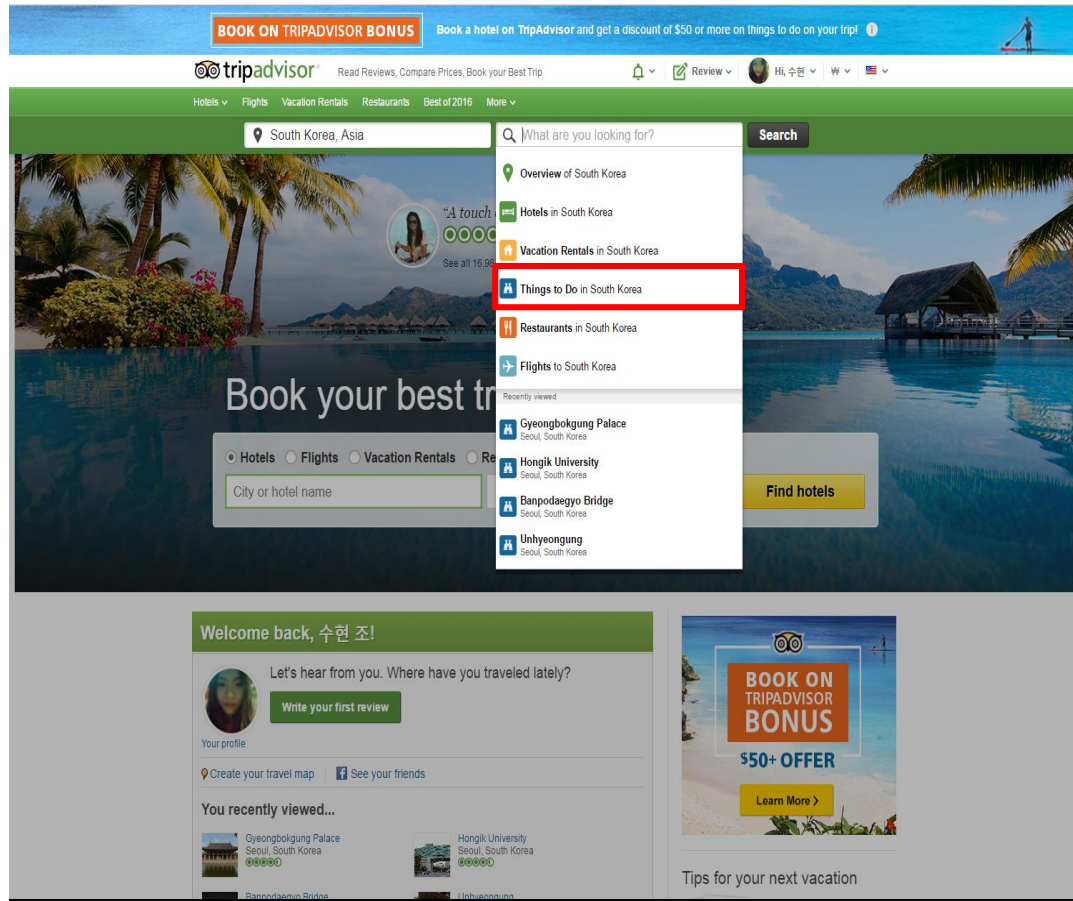 BOOK ON TRIPADVISOR BONUS
Book a hotel on TripAdvisor and get a discount of $50 or more on things to do on your trip!
tripadvisor
Read Reviews, Compare Prices, Book your Best Trip
Review
Hi, 수현
₩
Hotels Flights Vacation Rentals Restaurants Best of 2016 More
South Korea, Asia
What are you looking for?
Search
Overview of South Korea
Hotels in South Korea
Vacation Rentals in South Korea
Things to Do in South Korea
Restaurants in South Korea
Flights to South Korea
Recently viewed
Gyeongbokgung Palace
Seoul, South Korea
Hongik University
Seoul, South Korea
Banpodaegyo Bridge
Seoul, South Korea
Unhyeongung
Seoul, South Korea
"A touch
See all 16,96
Book your best tr
Hotels Flights Vacation Rentals Re
City or hotel name
Find hotels
Welcome back, 수현 조!
Let's hear from you. Where have you traveled lately?
Write your first review
Your profile
Create your travel map
See your friends
You recently viewed...
Gyeongbokgung Palace
Seoul, South Korea
Hongik University
Seoul, South Korea
Banpodaegyo Bridge
Unhyeongung
BOOK ON
TRIPADVISOR
BONUS
$50+ OFFER
Learn More >
Tips for your next vacation